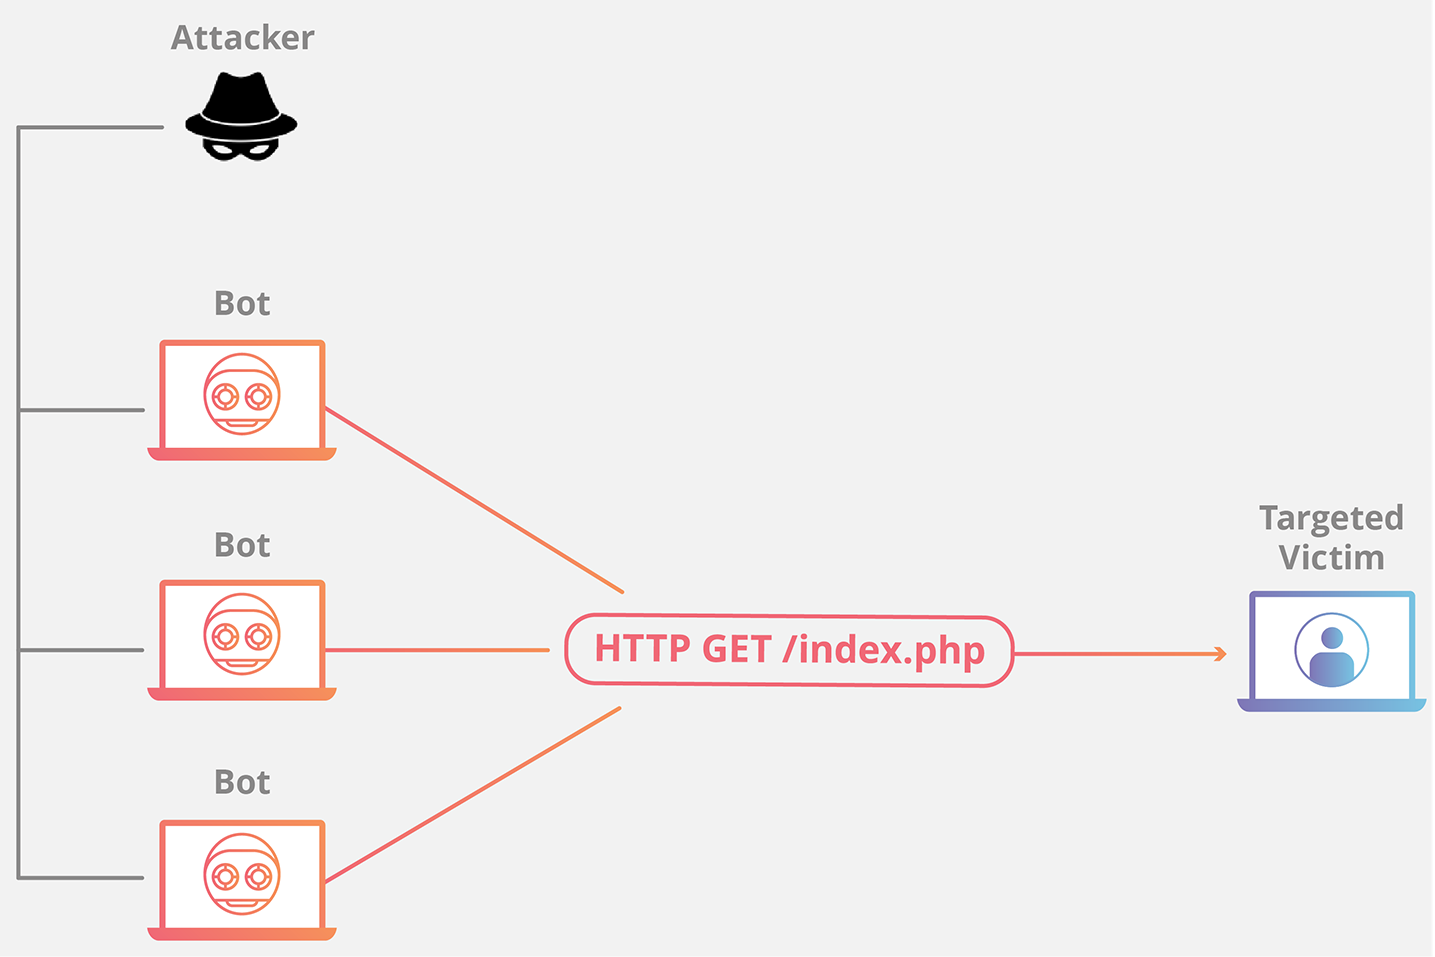 Attacker
Bot
Bot
Bot
HTTP GET /index.php
Targeted
Victim